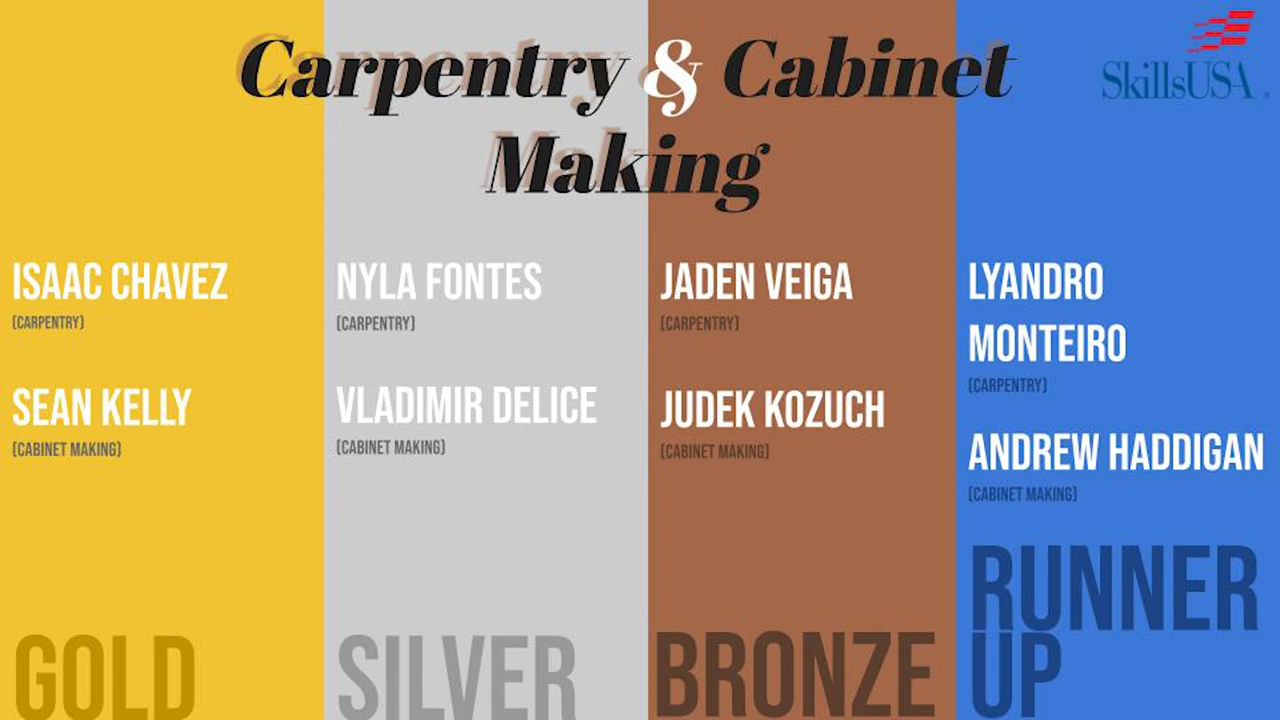 Carpentry & Cabinet
Making
SkillsUSA
ISAAC CHAVEZ
(CARPENTRY)
SEAN KELLY
(CABINET MAKING)
GOLD
NYLA FONTES
(CARPENTRY)
VLADIMIR DELICE
(CABINET MAKING)
SILVER
JADEN VEIGA
(CARPENTRY)
JUDEK KOZUCH
(CABINET MAKING)
BRONZE
LYANDRO
MONTEIRO
(CARPENTRY)
ANDREW HADDIGAN
(CABINET MAKING)
RUNNER
UP